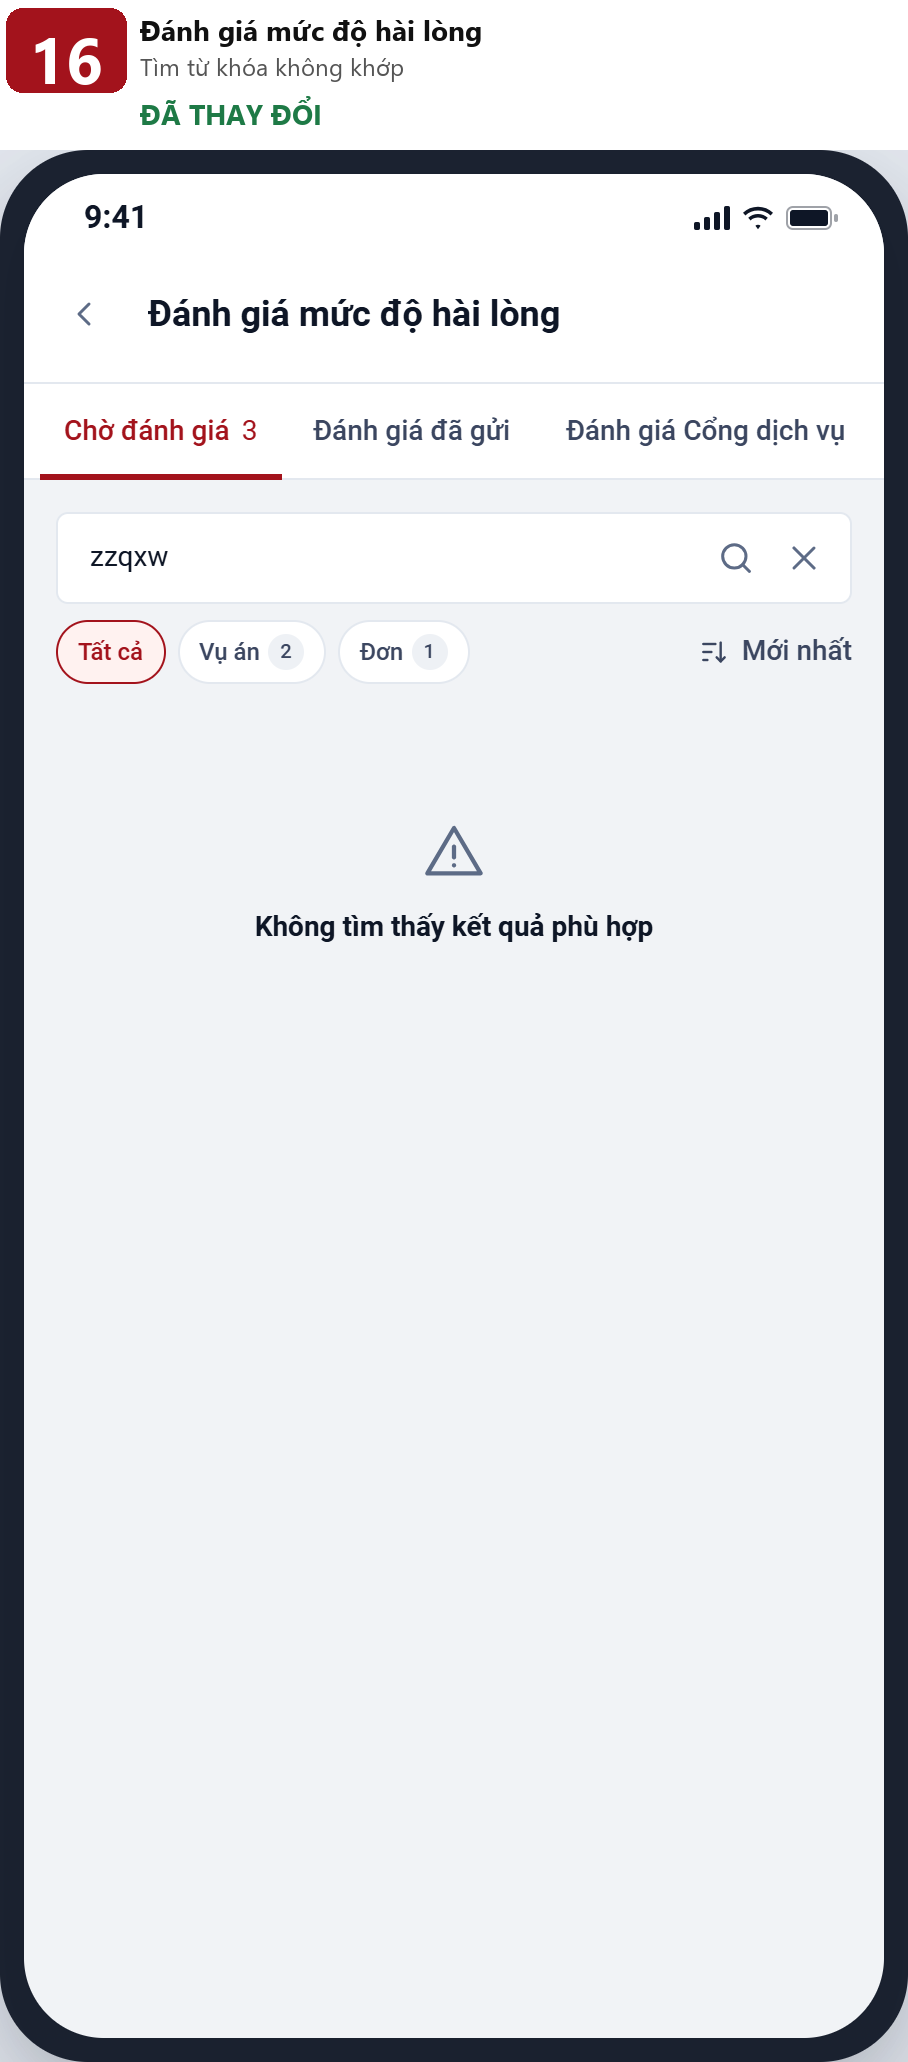 16
Đánh giá mức độ hài lòng
Tìm từ khóa không khớp
ĐÃ THAY ĐỔI
9:41
Đánh giá mức độ hài lòng
Chờ đánh giá 3 Đánh giá đã gửi Đánh giá Cổng dịch vụ
zzqxw
Tất cả Vụ án 2 Đơn 1 Mới nhất
Không tìm thấy kết quả phù hợp